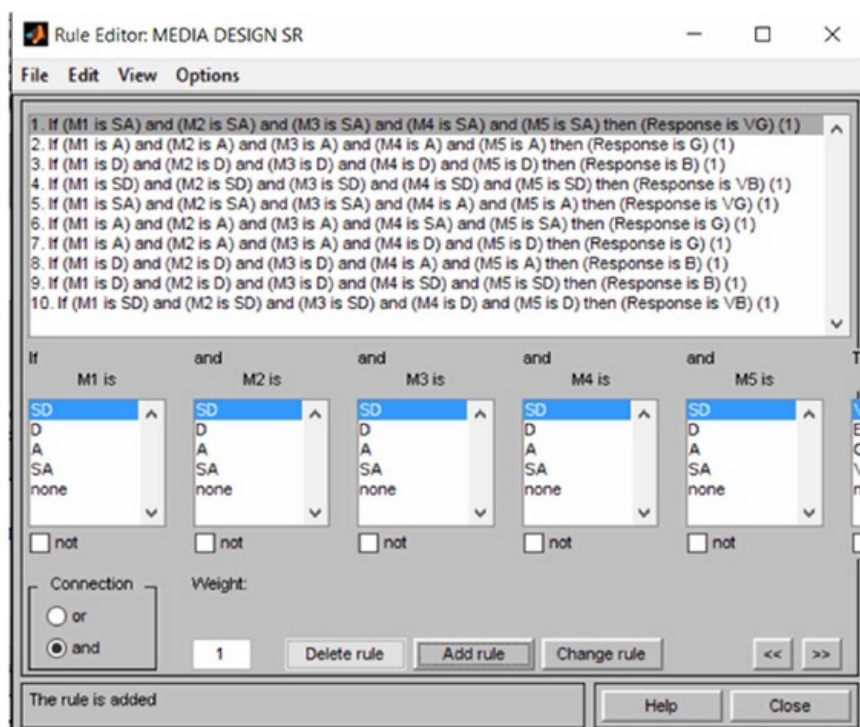 Rule Editor: MEDIA DESIGN SR
File Edit View Options
1. If (M1 is SA) and (M2 is SA) and (M3 is SA) and (M4 is SA) and (M5 is SA) then (Response is VG) (1)
2. If (M1 is A) and (M2 is A) and (M3 is A) and (M4 is A) and (M5 is A) then (Response is G) (1)
3. If (M1 is D) and (M2 is D) and (M3 is D) and (M4 is D) and (M5 is D) then (Response is B) (1)
4. If (M1 is SD) and (M2 is SD) and (M3 is SD) and (M4 is SD) and (M5 is SD) then (Response is VB) (1)
5. If (M1 is SA) and (M2 is SA) and (M3 is SA) and (M4 is A) and (M5 is A) then (Response is VG) (1)
6. If (M1 is A) and (M2 is A) and (M3 is A) and (M4 is SA) and (M5 is SA) then (Response is G) (1)
7. If (M1 is A) and (M2 is A) and (M3 is A) and (M4 is D) and (M5 is D) then (Response is G) (1)
8. If (M1 is D) and (M2 is D) and (M3 is D) and (M4 is A) and (M5 is A) then (Response is B) (1)
9. If (M1 is D) and (M2 is D) and (M3 is D) and (M4 is SD) and (M5 is SD) then (Response is B) (1)
10. If (M1 is SD) and (M2 is SD) and (M3 is SD) and (M4 is D) and (M5 is D) then (Response is VB) (1)
If and and and and
M1 is M2 is M3 is M4 is M5 is
SD SD SD SD SD
D D D D D
A A A A A
SA SA SA SA SA
none none none none none
not not not not not
Connection Weight:
or
and 1 Delete rule Add rule Change rule << >>
The rule is added Help Close